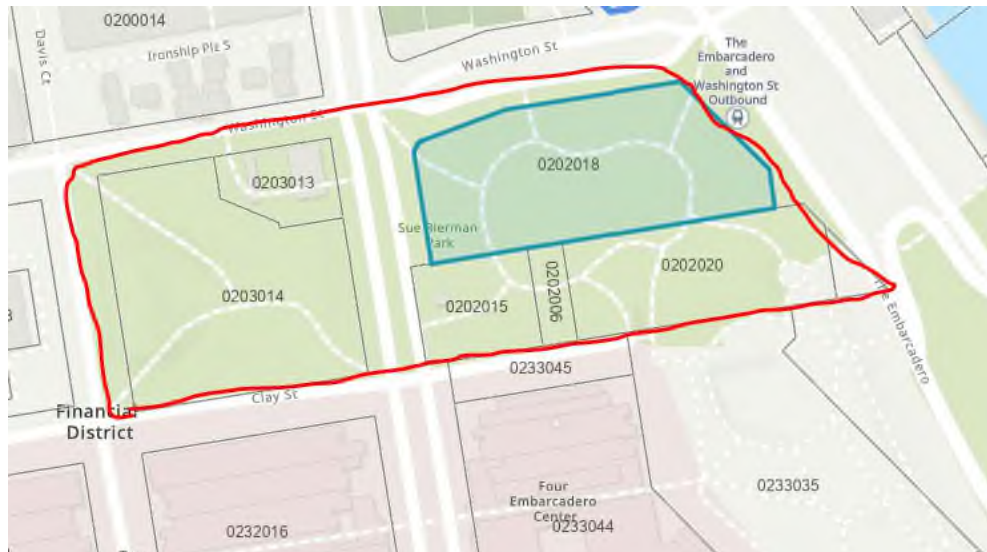 0200014
Ironship Plz S
Davis Ct
Washington St
The
Embarcadero
and
Washington St
Outbound
Washington St
0203013
0202018
Sue Bierman
Park
0203014
0202015
0202006
0202020
The Embarcadero
0233045
Clay St
Financial
District
Four
Embarcadero
Center
0233044
0233035
0232016